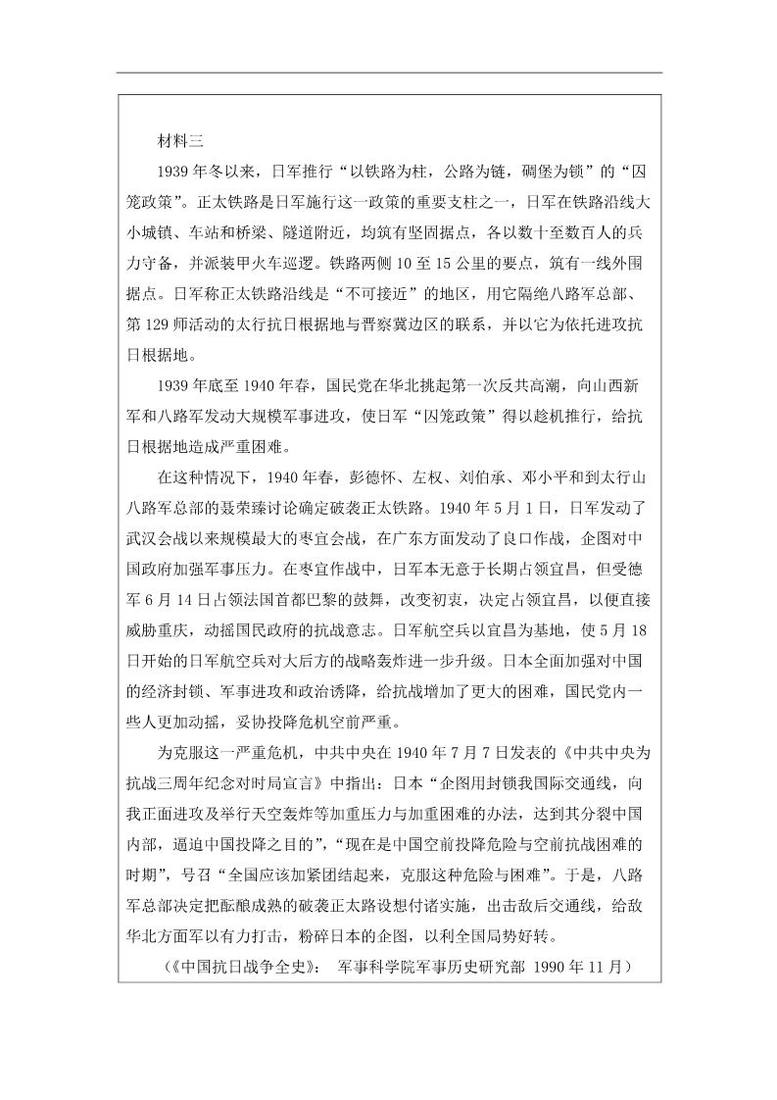 材料三
1939 年冬以来，日军推行“以铁路为柱，公路为链，碉堡为锁”的“囚
笼政策”。正太铁路是日军施行这一政策的重要支柱之一，日军在铁路沿线大
小城镇、车站和桥梁、隧道附近，均筑有坚固据点，各以数十至数百人的兵
力守备，并派装甲火车巡逻。铁路两侧 10 至 15 公里的要点，筑有一线外围
据点。日军称正太铁路沿线是“不可接近”的地区，用它隔绝八路军总部、
第 129 师活动的太行抗日根据地与晋察冀边区的联系，并以它为依托进攻抗
日根据地。
1939 年底至 1940 年春，国民党在华北挑起第一次反共高潮，向山西新
军和八路军发动大规模军事进攻，使日军“囚笼政策”得以趁机推行，给抗
日根据地造成严重困难。
在这种情况下，1940 年春，彭德怀、左权、刘伯承、邓小平和到太行山
八路军总部的聂荣臻讨论确定破袭正太铁路。1940 年 5 月 1 日，日军发动了
武汉会战以来规模最大的枣宜会战，在广东方面发动了良口作战，企图对中
国政府加强军事压力。在枣宜作战中，日军本无意于长期占领宜昌，但受德
军 6 月 14 日占领法国首都巴黎的鼓舞，改变初衷，决定占领宜昌，以便直接
威胁重庆，动摇国民政府的抗战意志。日军航空兵以宜昌为基地，使 5 月 18
日开始的日军航空兵对大后方的战略轰炸进一步升级。日本全面加强对中国
的经济封锁、军事进攻和政治诱降，给抗战增加了更大的困难，国民党内一
些人更加动摇，妥协投降危机空前严重。
为克服这一严重危机，中共中央在 1940 年 7 月 7 日发表的《中共中央为
抗战三周年纪念对时局宣言》中指出：日本“企图用封锁我国际交通线，向
我正面进攻及举行天空轰炸等加重压力与加重困难的办法，达到其分裂中国
内部，逼迫中国投降之目的”，“现在是中国空前投降危险与空前抗战困难的
时期”，号召“全国应该加紧团结起来，克服这种危险与困难”。于是，八路
军总部决定把酝酿成熟的破袭正太路设想付诸实施，出击敌后交通线，给敌
华北方面军以有力打击，粉碎日本的企图，以利全国局势好转。
（《中国抗日战争全史》： 军事科学院军事历史研究部 1990 年 11 月）